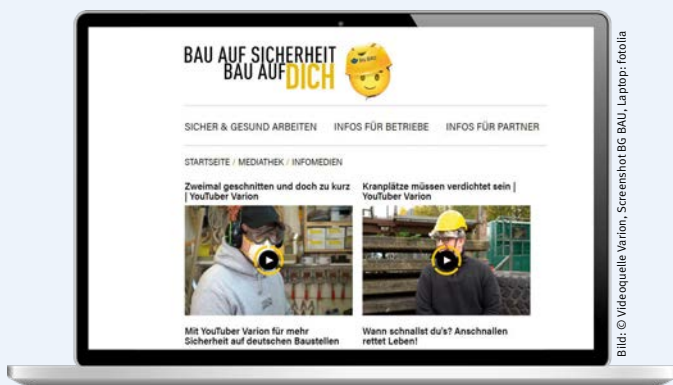 BAU AUF SICHERHEIT
BAU AUF DICH
BG BAU
SICHER & GESUND ARBEITEN INFOS FÜR BETRIEBE INFOS FÜR PARTNER
STARTSEITE / MEDIATHEK / INFOMEDIEN
Zweimal geschnitten und doch zu kurz
| YouTuber Varion
Kranplätze müssen verdichtet sein |
YouTuber Varion
Mit YouTuber Varion für mehr
Sicherheit auf deutschen Baustellen
Wann schnallst du's? Anschnallen
rettet Leben!
Bild: © Videoquelle Varion, Screenshot BG BAU, Laptop: fotolia